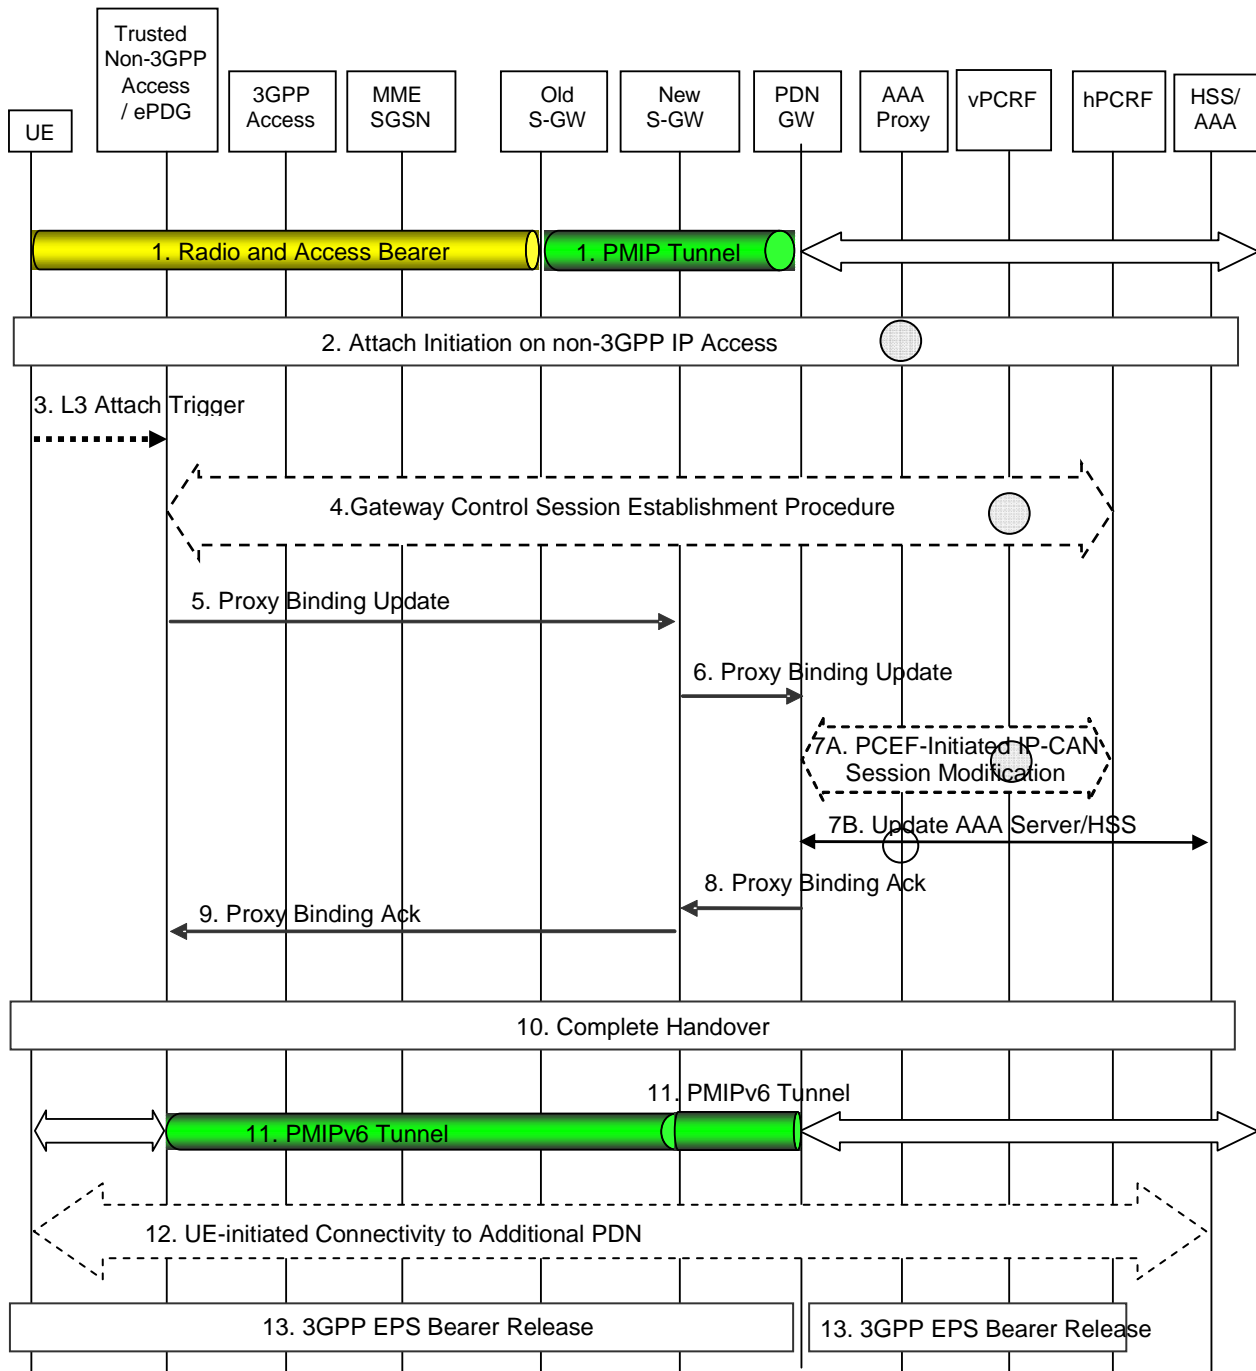 UE
Trusted
Non-3GPP
Access
/ ePDG
3GPP
Access
MME
SGSN
Old
S-GW
New
S-GW
PDN
GW
AAA
Proxy
vPCRF
hPCRF
HSS/
AAA
1. Radio and Access Bearer
1. PMIP Tunnel
2. Attach Initiation on non-3GPP IP Access
3. L3 Attach Trigger
4.Gateway Control Session Establishment Procedure
5. Proxy Binding Update
6. Proxy Binding Update
7A. PCEF-Initiated IP-CAN
Session Modification
7B. Update AAA Server/HSS
8. Proxy Binding Ack
9. Proxy Binding Ack
10. Complete Handover
11. PMIPv6 Tunnel
11. PMIPv6 Tunnel
12. UE-initiated Connectivity to Additional PDN
13. 3GPP EPS Bearer Release
13. 3GPP EPS Bearer Release